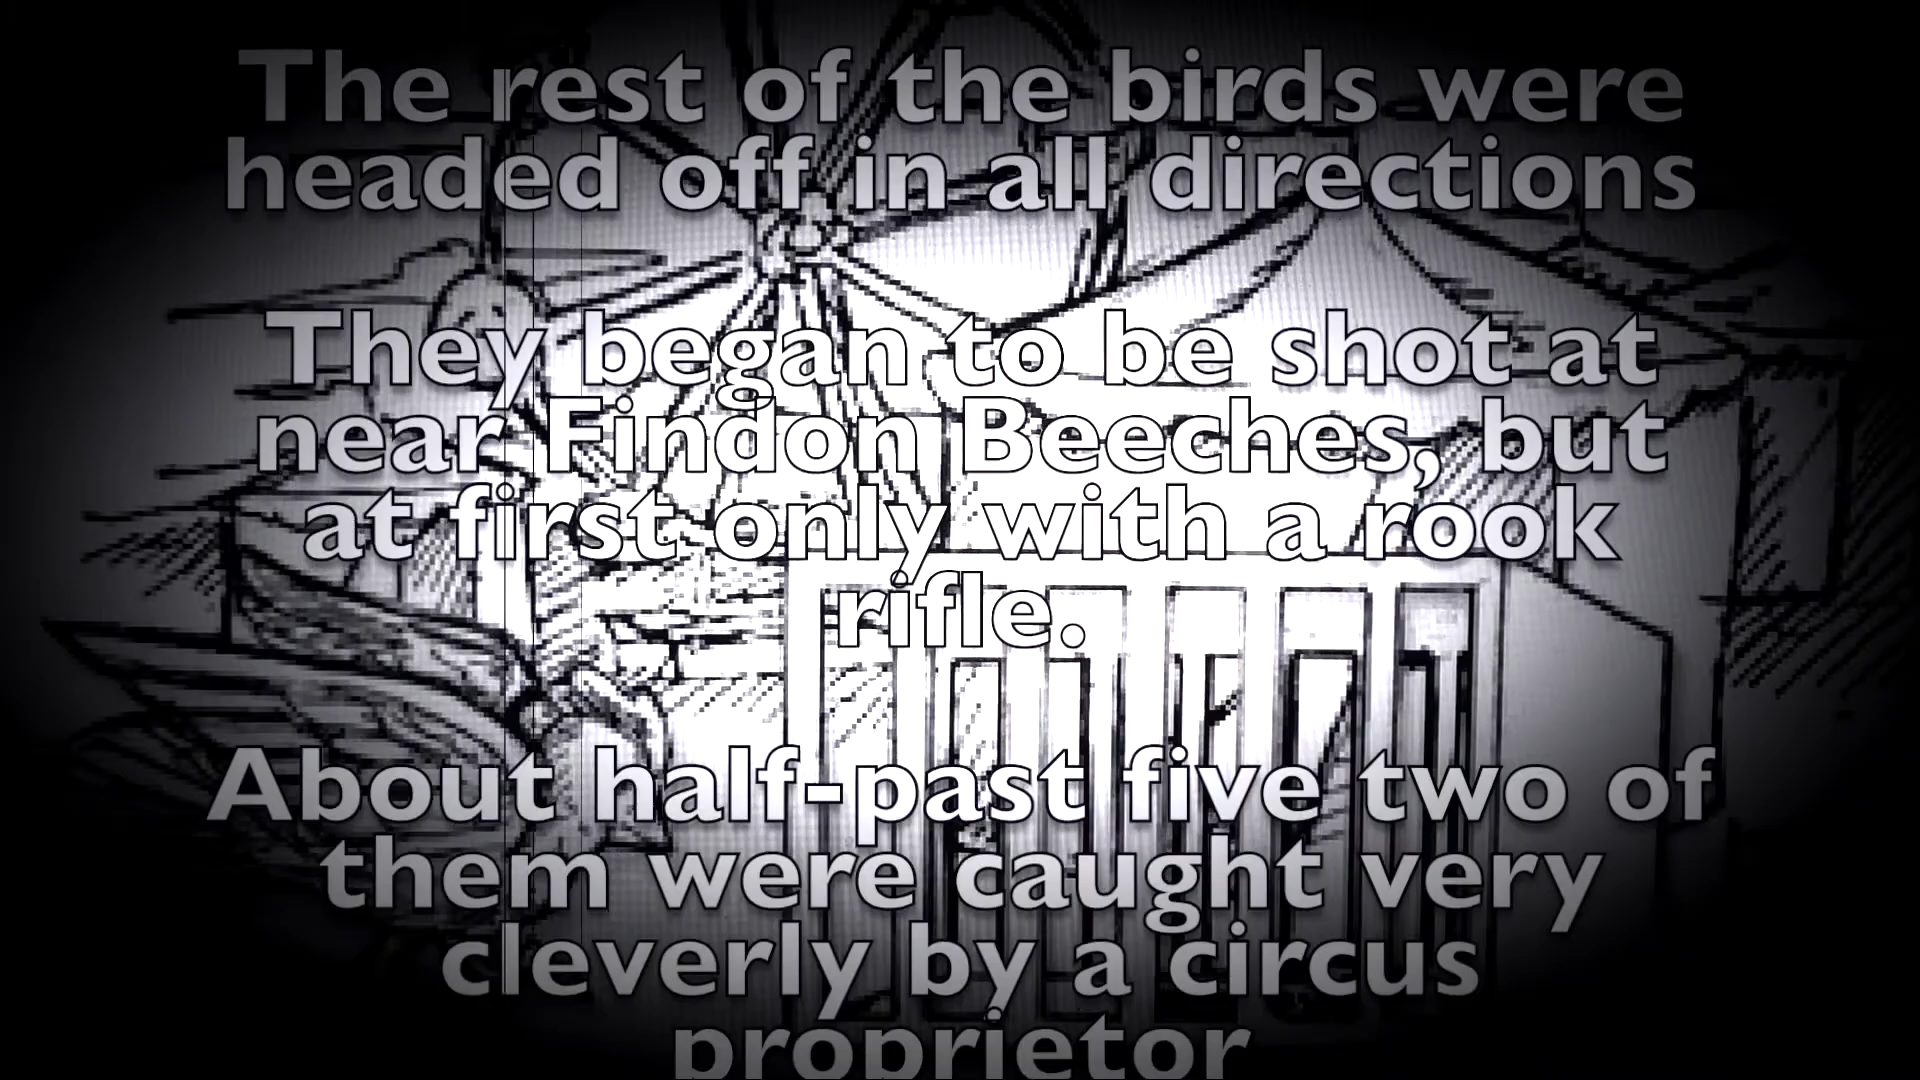 The rest of the birds were
headed off in all directions
They began to be shot at
near Findon Beeches, but
at first only with a rook
rifle.
About half-past five two of
them were caught very
cleverly by a circus
proprietor